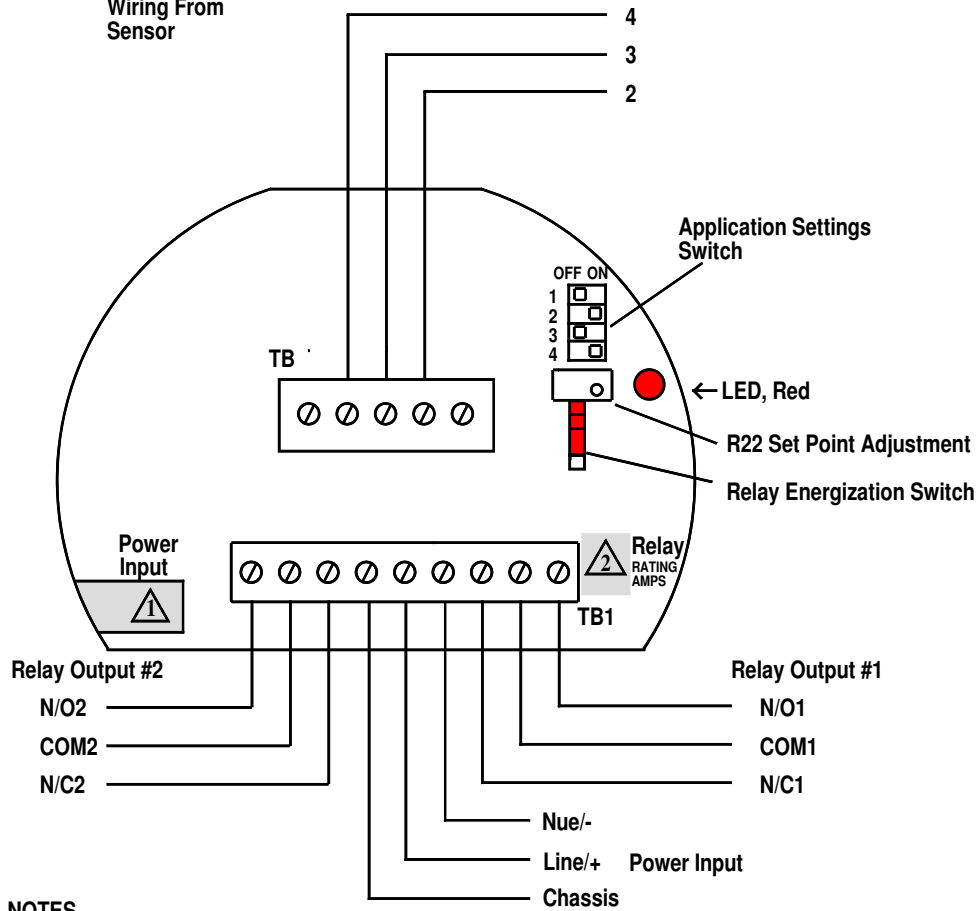 Wiring From
Sensor
4
3
2
Application Settings
Switch
OFF ON
1
2
3
4
TB
LED, Red
R22 Set Point Adjustment
Relay Energization Switch
Power
Input
1
2
Relay
RATING
AMPS
TB1
Relay Output #2
Relay Output #1
N/O2
N/O1
COM2
COM1
N/C2
N/C1
Nue/-
Line/+ Power Input
Chassis
NOTES